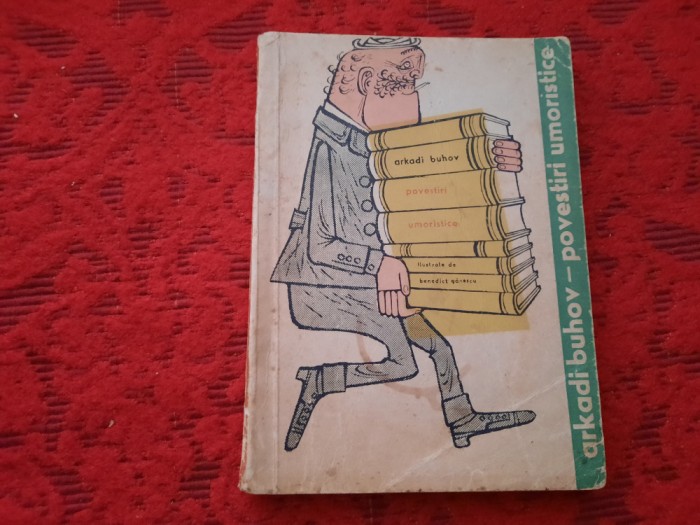 arkadi buhov
povestiri
umoristice
ilustrate de
benedict gănescu
arkadi buhov – povestiri umoristice